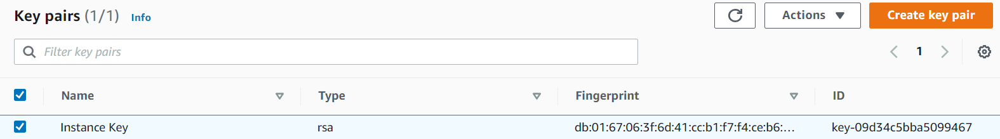 Key pairs (1/1) Info
Actions
Create key pair
Filter key pairs
1
Name Type Fingerprint ID
Instance Key rsa db:01:67:06:3f:6d:41:cc:b1:f7:f4:ce:b6:... key-09d34c5bba5099467